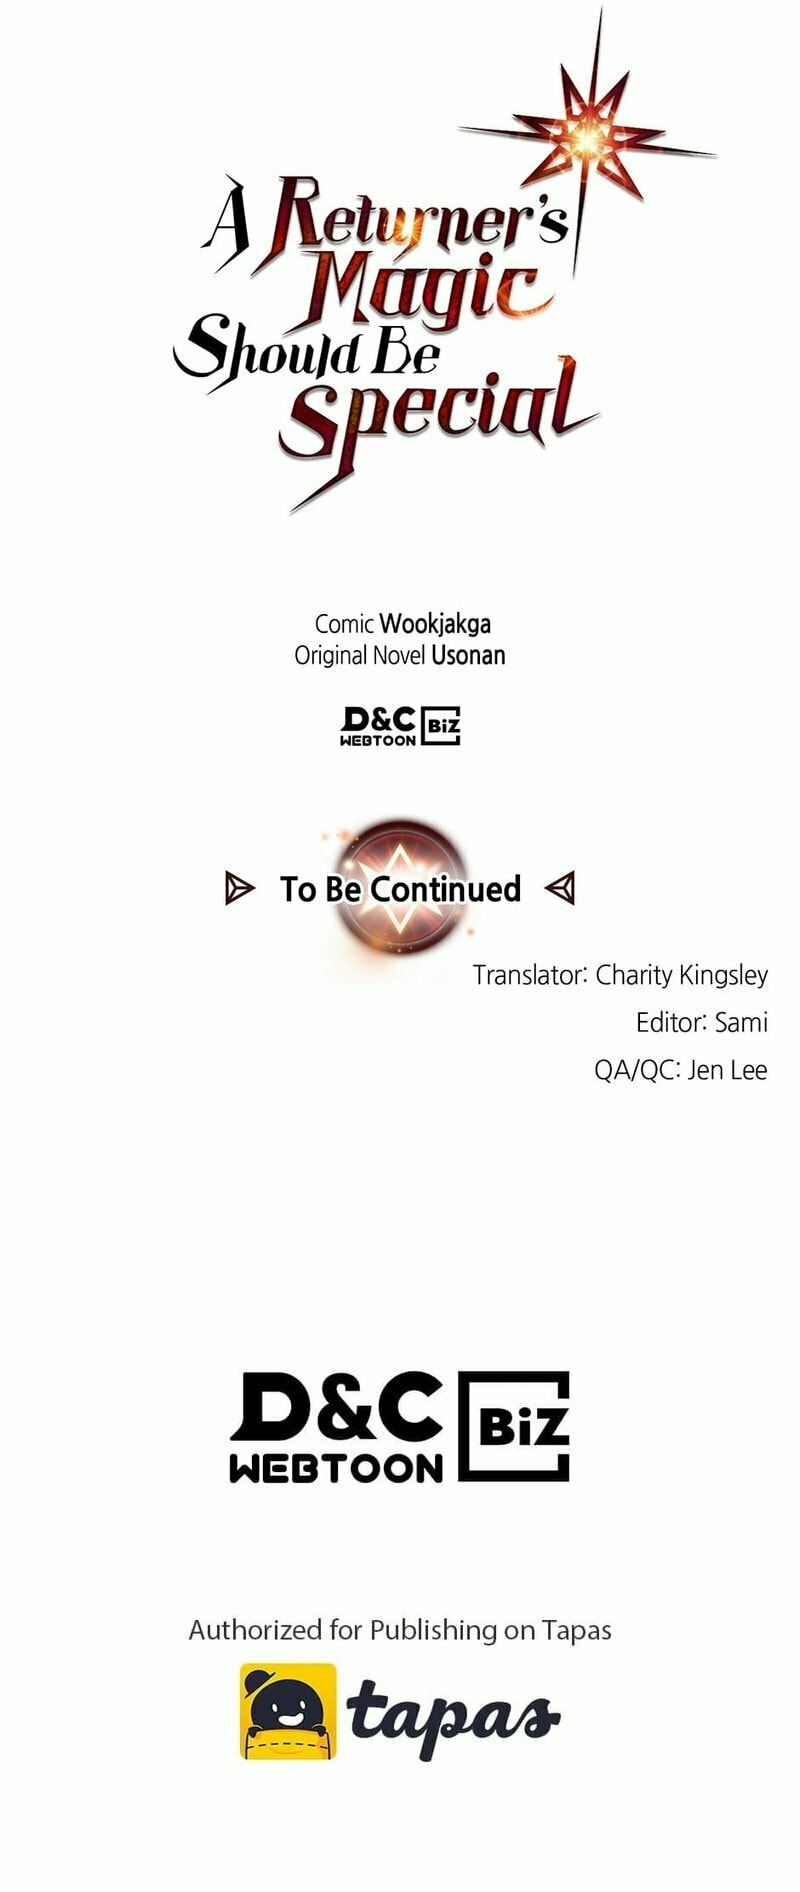 A Returner's
Magic
Should Be
Special
Comic Wookjakga
Original Novel Usonan
D&C
WEBTOON
BiZ
To Be Continued
Translator: Charity Kingsley
Editor: Sami
QA/QC: Jen Lee
D&C
WEBTOON
BiZ
Authorized for Publishing on Tapas
tapas